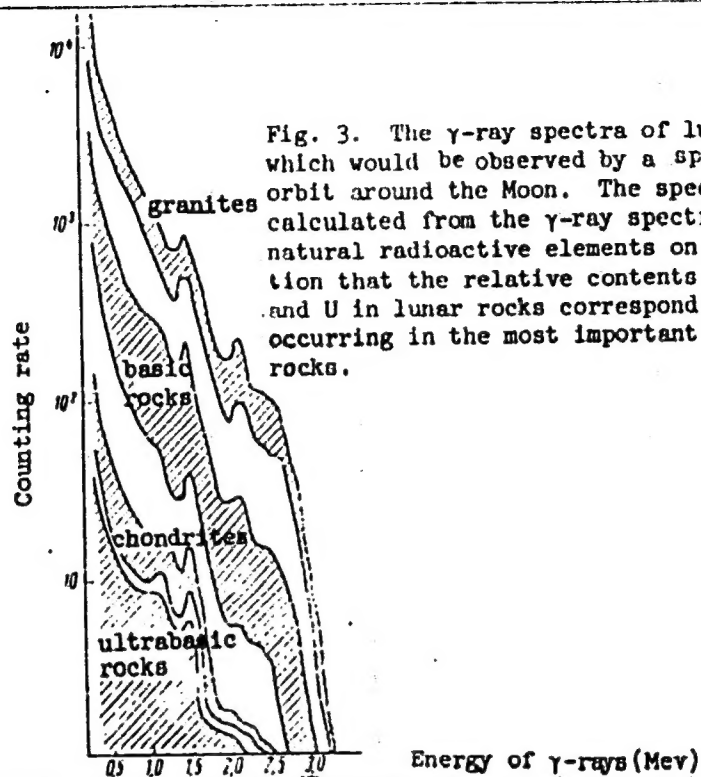 10⁴
Fig. 3. The γ-ray spectra of lu
which would be observed by a sp
orbit around the Moon. The spec
calculated from the γ-ray spectr
natural radioactive elements on
tion that the relative contents
and U in lunar rocks correspond
occurring in the most important
rocks.
granites
10³
Counting rate
basic
rocks
10²
chondrites
10
ultrabasic
rocks
0,5 1,0 1,5 2,0 2,5 3,0
Energy of γ-rays(Mev)